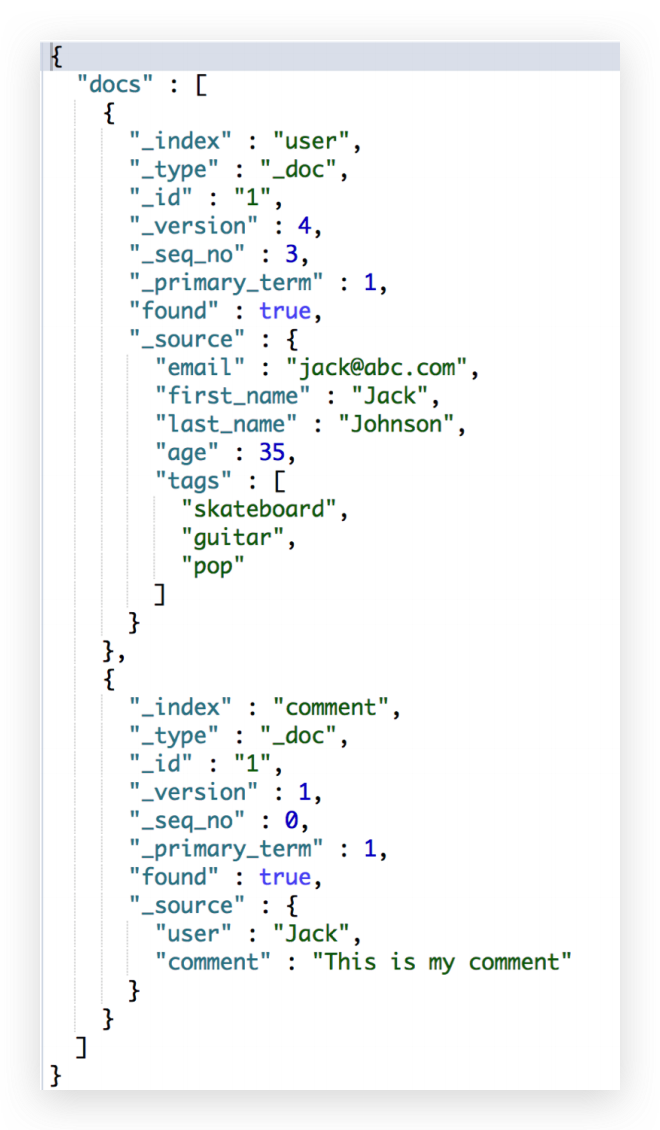 {
  "docs" : [
    {
      "_index" : "user",
      "_type" : "_doc",
      "_id" : "1",
      "_version" : 4,
      "_seq_no" : 3,
      "_primary_term" : 1,
      "found" : true,
      "_source" : {
        "email" : "jack@abc.com",
        "first_name" : "Jack",
        "last_name" : "Johnson",
        "age" : 35,
        "tags" : [
          "skateboard",
          "guitar",
          "pop"
        ]
      }
    },
    {
      "_index" : "comment",
      "_type" : "_doc",
      "_id" : "1",
      "_version" : 1,
      "_seq_no" : 0,
      "_primary_term" : 1,
      "found" : true,
      "_source" : {
        "user" : "Jack",
        "comment" : "This is my comment"
      }
    }
  ]
}